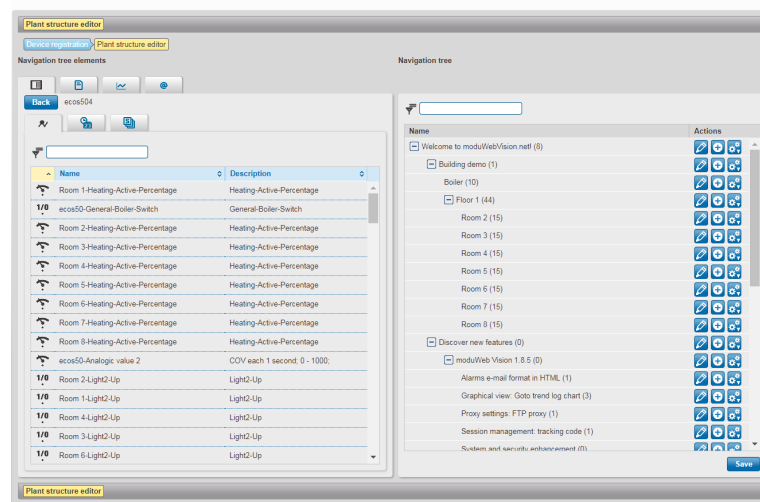 Plant structure editor
Device registration Plant structure editor
Navigation tree elements
Navigation tree
@
Back ecos504
Name Actions
Name Description
Room 1-Heating-Active-Percentage Heating-Active-Percentage
1/0 ecos50-General-Boiler-Switch General-Boiler-Switch
Room 2-Heating-Active-Percentage Heating-Active-Percentage
Room 3-Heating-Active-Percentage Heating-Active-Percentage
Room 4-Heating-Active-Percentage Heating-Active-Percentage
Room 5-Heating-Active-Percentage Heating-Active-Percentage
Room 6-Heating-Active-Percentage Heating-Active-Percentage
Room 7-Heating-Active-Percentage Heating-Active-Percentage
Room 8-Heating-Active-Percentage Heating-Active-Percentage
ecos50-Analogic value 2 COV each 1 second; 0 - 1000;
1/0 Room 2-Light2-Up Light2-Up
1/0 Room 1-Light2-Up Light2-Up
1/0 Room 4-Light2-Up Light2-Up
1/0 Room 3-Light2-Up Light2-Up
1/0 Room 6-Light2-Up Light2-Up
Welcome to moduWebVision.net! (8)
Building demo (1)
Boiler (10)
Floor 1 (44)
Room 2 (15)
Room 3 (15)
Room 4 (15)
Room 5 (15)
Room 6 (15)
Room 7 (15)
Room 8 (15)
Discover new features (0)
moduWeb Vision 1.8.5 (0)
Alarms e-mail format in HTML (1)
Graphical view: Goto trend log chart (3)
Proxy settings: FTP proxy (1)
Session management: tracking code (1)
System and security enhancement (0)
Save
Plant structure editor